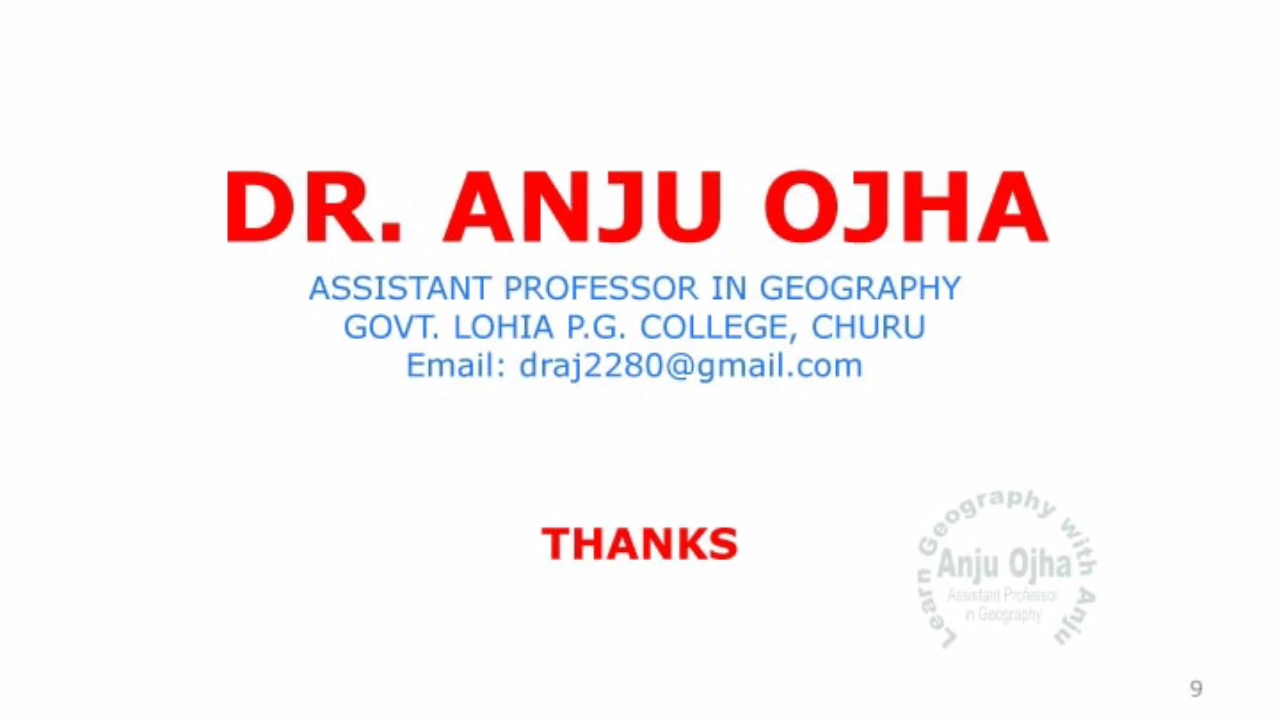 DR. ANJU OJHA
ASSISTANT PROFESSOR IN GEOGRAPHY
GOVT. LOHIA P.G. COLLEGE, CHURU
Email: draj2280@gmail.com
THANKS
Learn Geography with Anju
Anju Ojha
Assistant Professor
in Geography
9